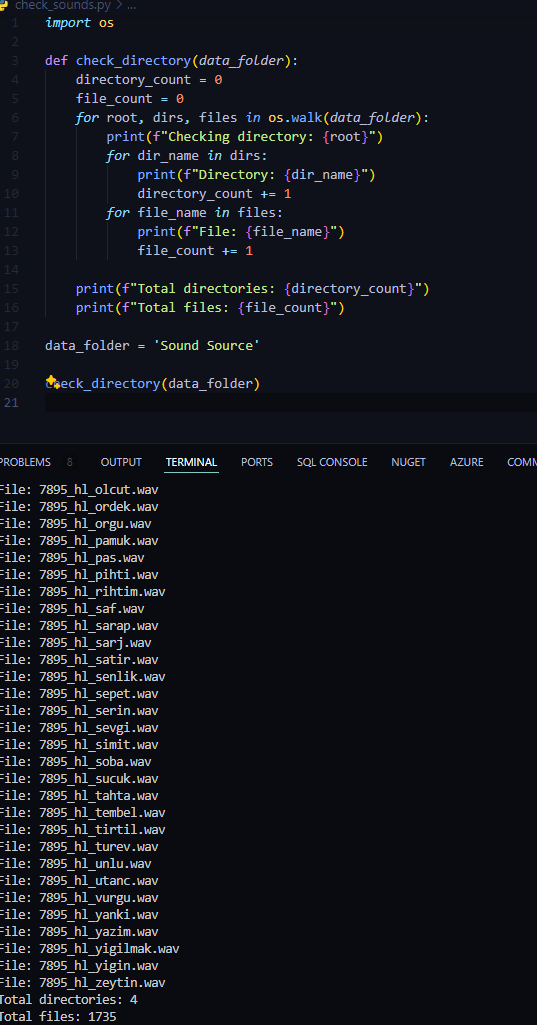 check_sounds.py > ...
1 import os
2
3 def check_directory(data_folder):
4 directory_count = 0
5 file_count = 0
6 for root, dirs, files in os.walk(data_folder):
7 print(f"Checking directory: {root}")
8 for dir_name in dirs:
9 print(f"Directory: {dir_name}")
10 directory_count += 1
11 for file_name in files:
12 print(f"File: {file_name}")
13 file_count += 1
14
15 print(f"Total directories: {directory_count}")
16 print(f"Total files: {file_count}")
17
18 data_folder = 'Sound Source'
19
20 check_directory(data_folder)
21
PROBLEMS 8 OUTPUT TERMINAL PORTS SQL CONSOLE NUGET AZURE COMM
File: 7895_hl_olcut.wav
File: 7895_hl_ordek.wav
File: 7895_hl_orgu.wav
File: 7895_hl_pamuk.wav
File: 7895_hl_pas.wav
File: 7895_hl_pihti.wav
File: 7895_hl_rihtim.wav
File: 7895_hl_saf.wav
File: 7895_hl_sarap.wav
File: 7895_hl_sarj.wav
File: 7895_hl_satir.wav
File: 7895_hl_senlik.wav
File: 7895_hl_sepet.wav
File: 7895_hl_serin.wav
File: 7895_hl_sevgi.wav
File: 7895_hl_simit.wav
File: 7895_hl_soba.wav
File: 7895_hl_sucuk.wav
File: 7895_hl_tahta.wav
File: 7895_hl_tembel.wav
File: 7895_hl_tirtil.wav
File: 7895_hl_turev.wav
File: 7895_hl_unlu.wav
File: 7895_hl_utanc.wav
File: 7895_hl_vurgu.wav
File: 7895_hl_yanki.wav
File: 7895_hl_yazim.wav
File: 7895_hl_yigilmak.wav
File: 7895_hl_yigin.wav
File: 7895_hl_zeytin.wav
Total directories: 4
Total files: 1735